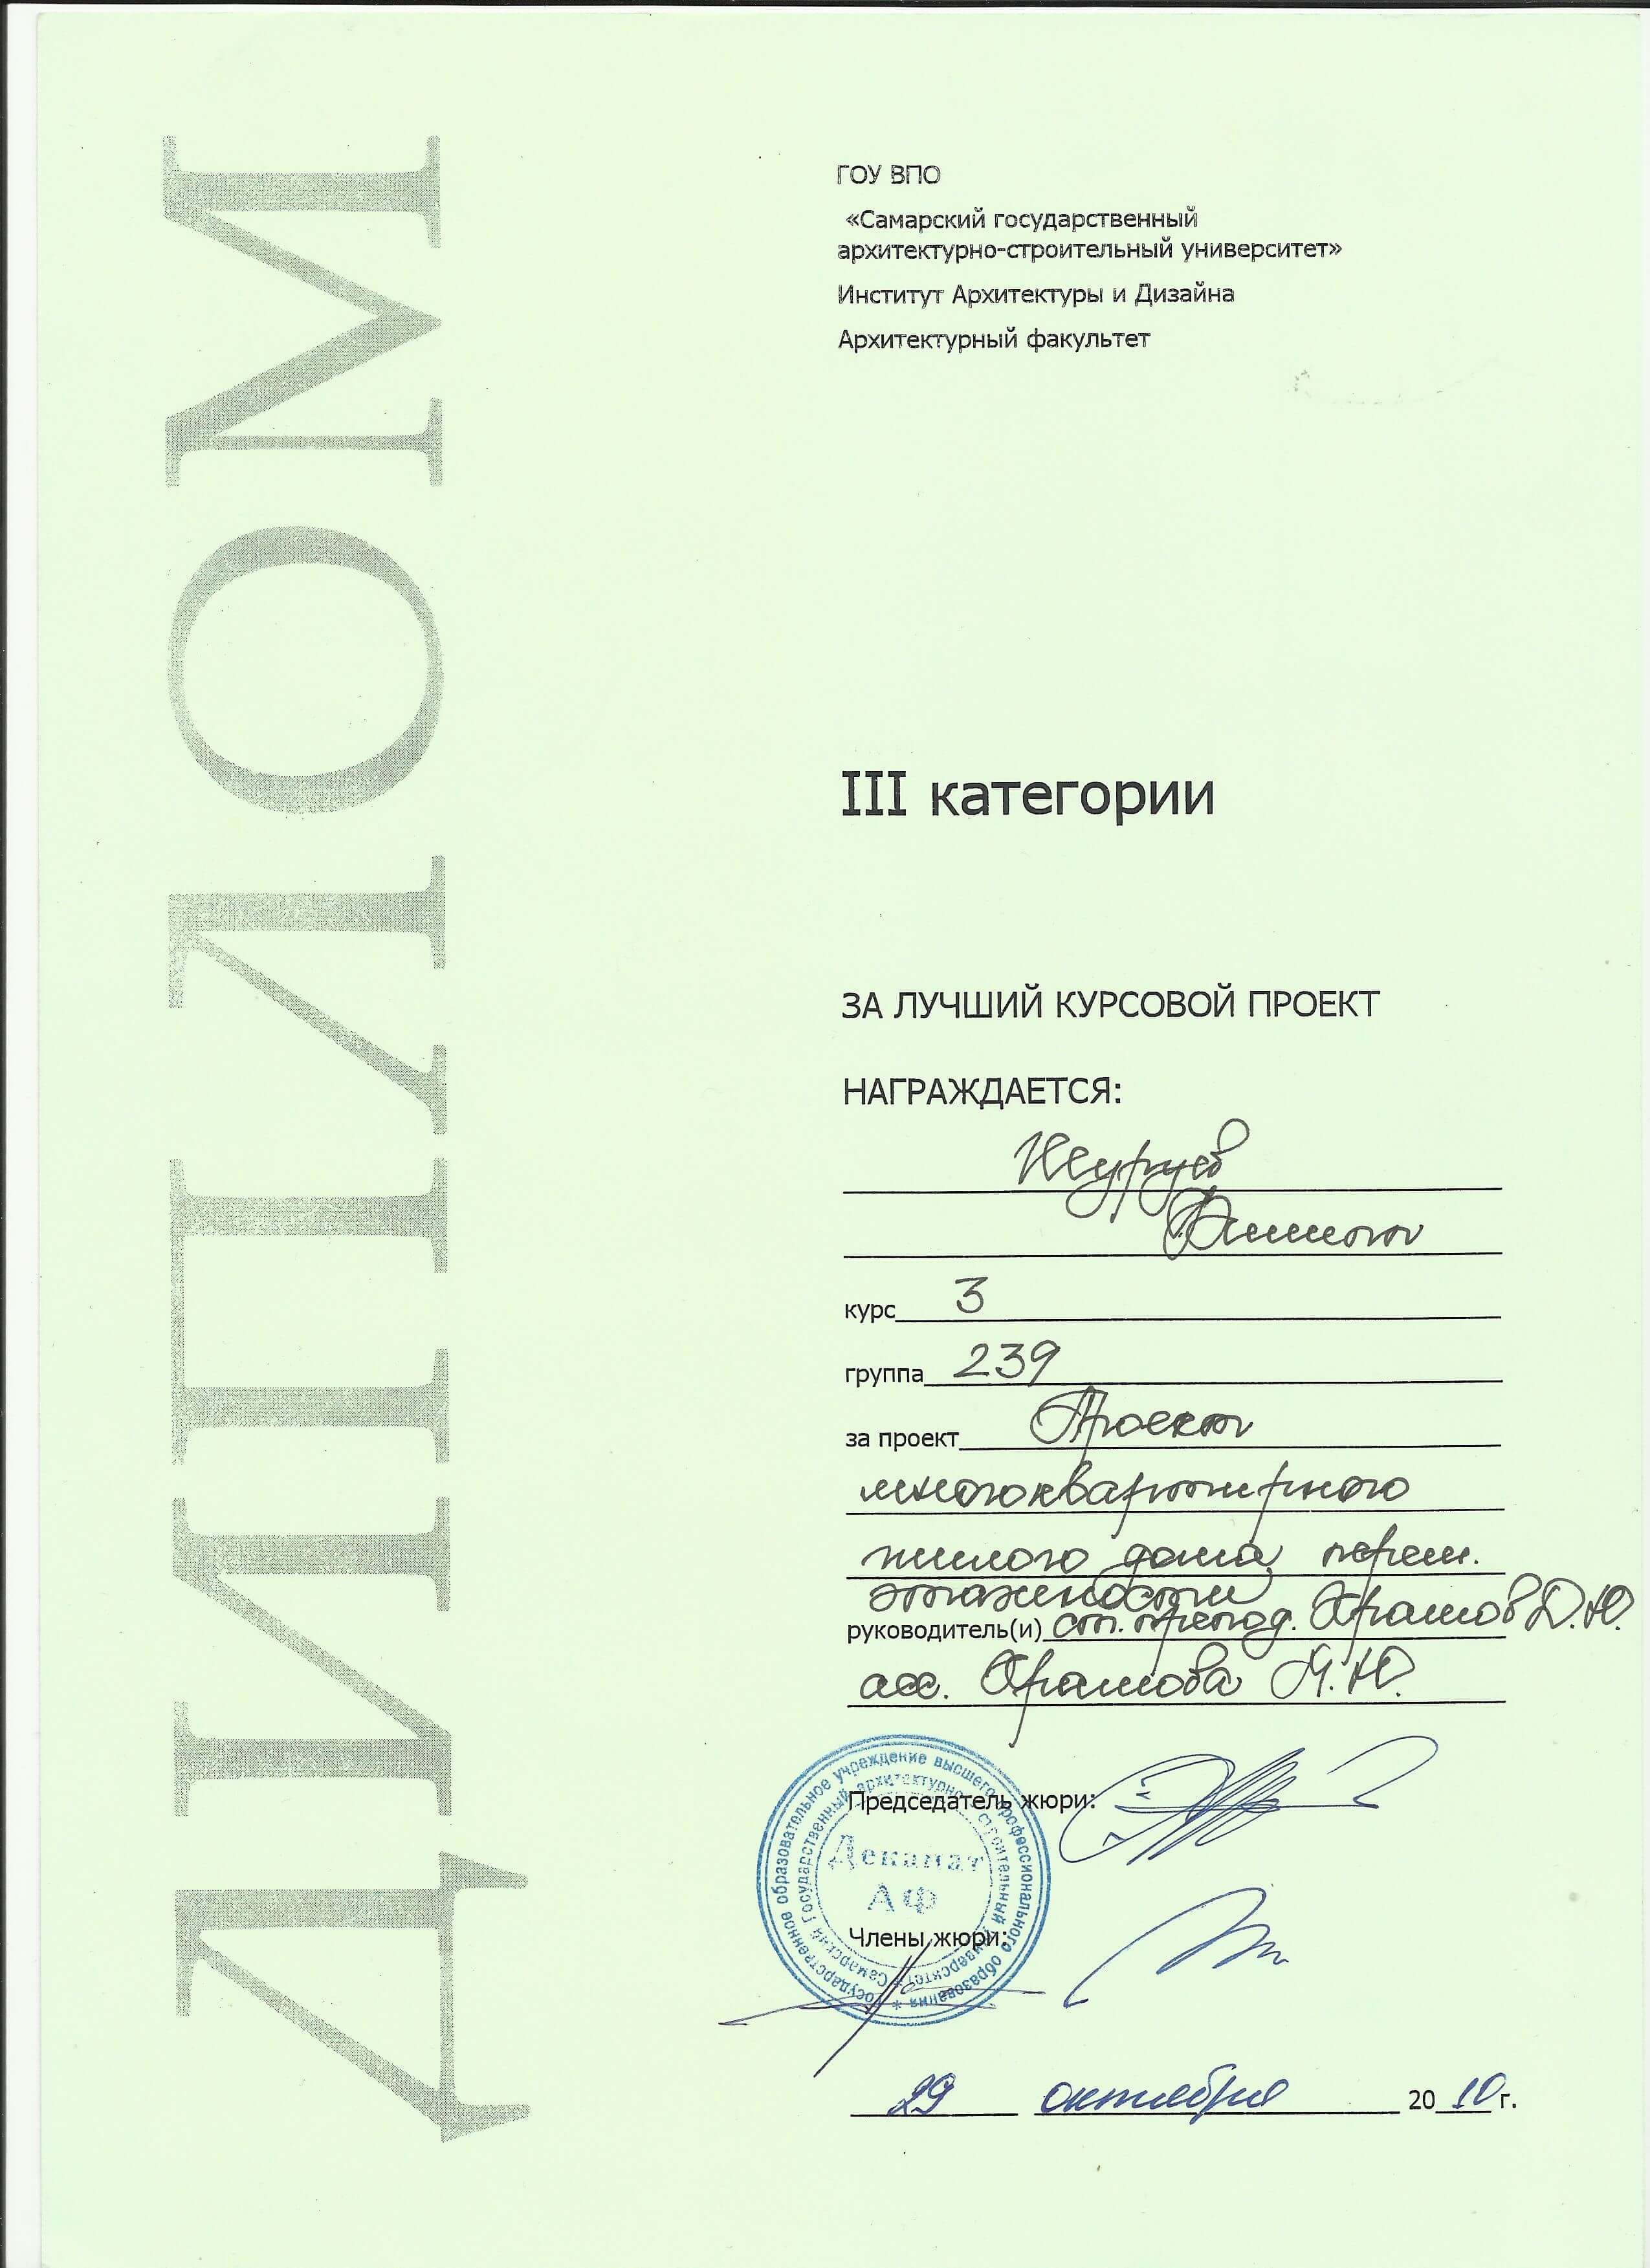 ДИПЛОМ
ГОУ ВПО
«Самарский государственный
архитектурно-строительный университет»
Институт Архитектуры и Дизайна
Архитектурный факультет
III категории
ЗА ЛУЧШИЙ КУРСОВОЙ ПРОЕКТ
НАГРАЖДАЕТСЯ:
курс 3
группа 239
за проект Проект
многоквартирного
жилого дома перем.
этажности
руководитель(и) ст. препод. Храмов Д.Ю.
асс. Храмова М.Ю.
Председатель жюри:
Государственное образовательное учреждение высшего профессионального образования *
Самарский Государственный архитектурно-строительный университет *
Деканат
АФ
Члены жюри:
29 октября 2010 г.